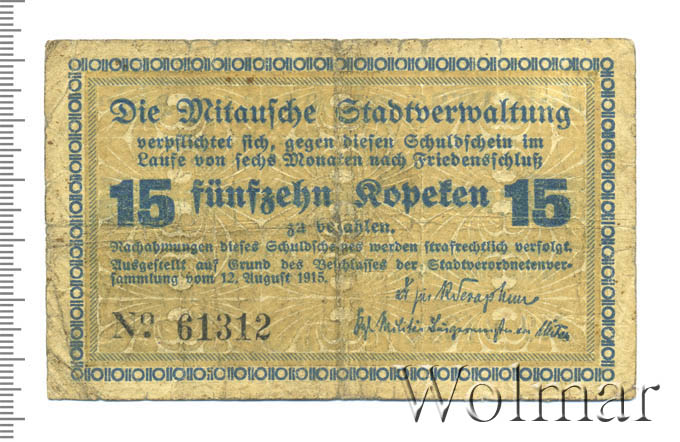 Die Mitausche Stadtverwaltung
verpflichtet sich, gegen diesen Schuldschein im
Laufe von sechs Monaten nach Friedensschluß
15 fünfzehn Kopeken 15
zu bezahlen.
Nachahmungen dieses Schuldscheines werden strafrechtlich verfolgt.
Ausgestellt auf Grund des Beschlusses der Stadtverordnetenver-
sammlung vom 12. August 1915.
No. 61312
Wolmar